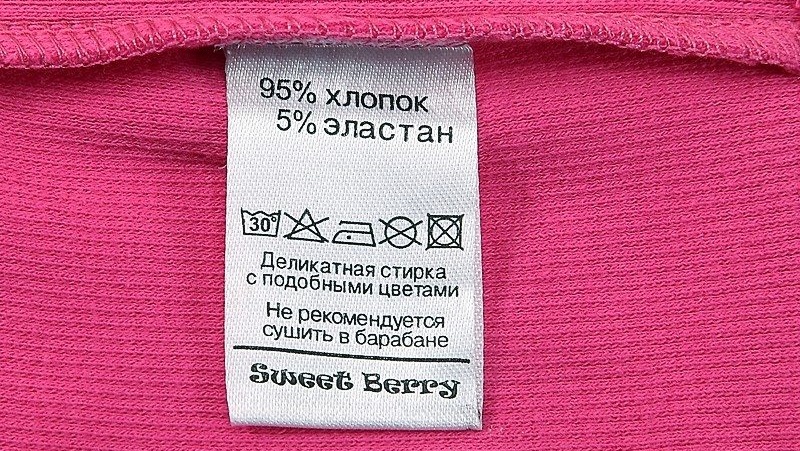 95% хлопок
5% эластан
30°
Деликатная стирка
с подобными цветами
Не рекомендуется
сушить в барабане
Sweet Berry